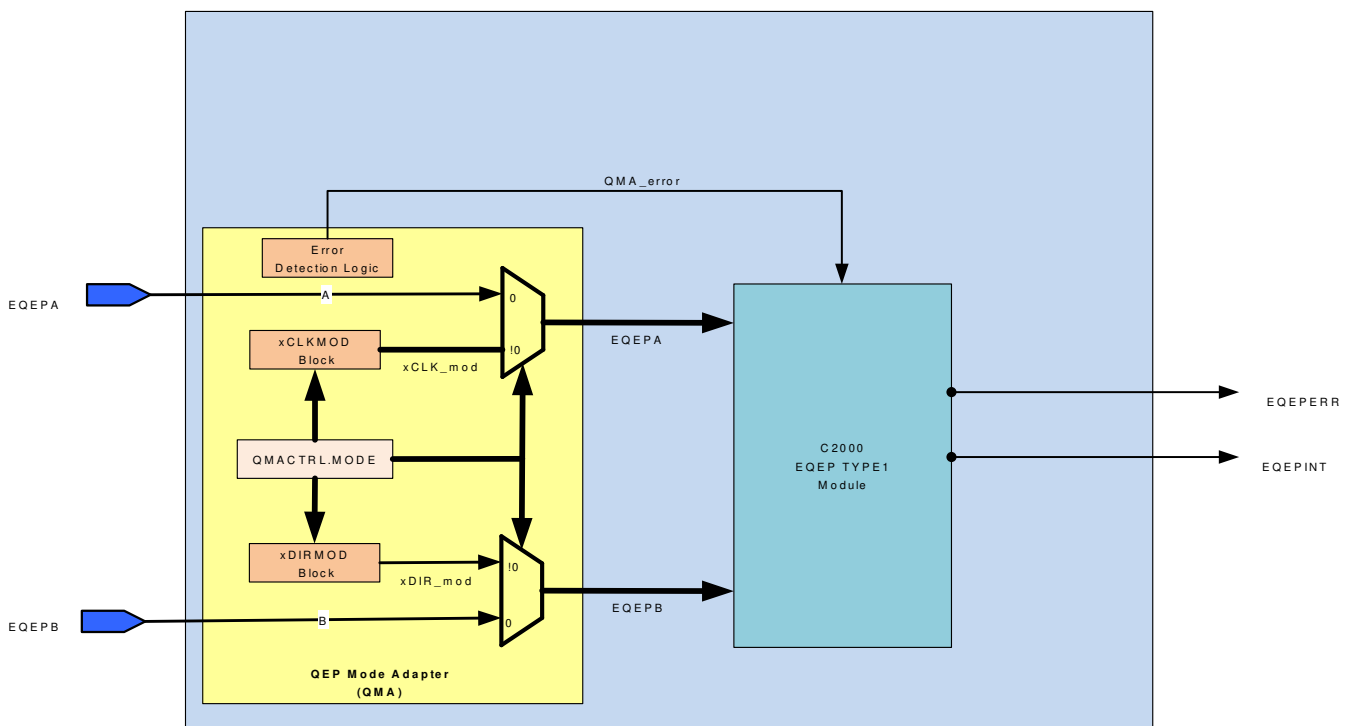 QMA_error
Error
Detection Logic
EQEPA
A
0
xCLKMOD
Block
xCLK_mod
!0
EQEPA
QMACTRL.MODE
C2000
EQEP TYPE1
Module
EQEPERR
EQEPINT
xDIRMOD
Block
xDIR_mod
!0
EQEPB
EQEPB
B
0
QEP Mode Adapter
(QMA)